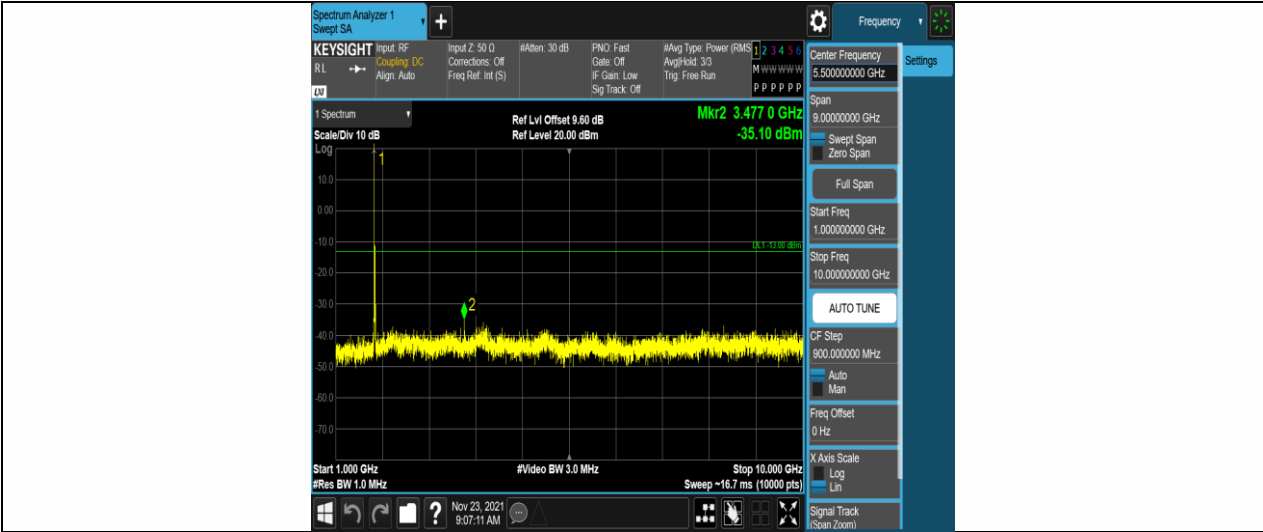 Spectrum Analyzer 1
Swept SA
Frequency
KEYSIGHT
Input: RF
Coupling: DC
Align: Auto
Input Z: 50 Ω
Corrections: Off
Freq Ref: Int (S)
#Atten: 30 dB
PNO: Fast
Gate: Off
IF Gain: Low
Sig Track: Off
#Avg Type: Power (RMS
Avg|Hold: 3/3
Trig: Free Run
1 2 3 4 5 6
M W W W W W
P P P P P P
R L
LXI
1 Spectrum
Scale/Div 10 dB
Log
Ref Lvl Offset 9.60 dB
Ref Level 20.00 dBm
Mkr2 3.477 0 GHz
-35.10 dBm
1
10.0
0.00
-10.0
DL1 -13.00 dBm
-20.0
-30.0
2
-40.0
-50.0
-60.0
-70.0
Start 1.000 GHz
#Video BW 3.0 MHz
Stop 10.000 GHz
#Res BW 1.0 MHz
Sweep ~16.7 ms (10000 pts)
Center Frequency
5.500000000 GHz
Settings
Span
9.00000000 GHz
Swept Span
Zero Span
Full Span
Start Freq
1.000000000 GHz
Stop Freq
10.000000000 GHz
AUTO TUNE
CF Step
900.000000 MHz
Auto
Man
Freq Offset
0 Hz
X Axis Scale
Log
Lin
Signal Track
(Span Zoom)
?
Nov 23, 2021
9:07:11 AM